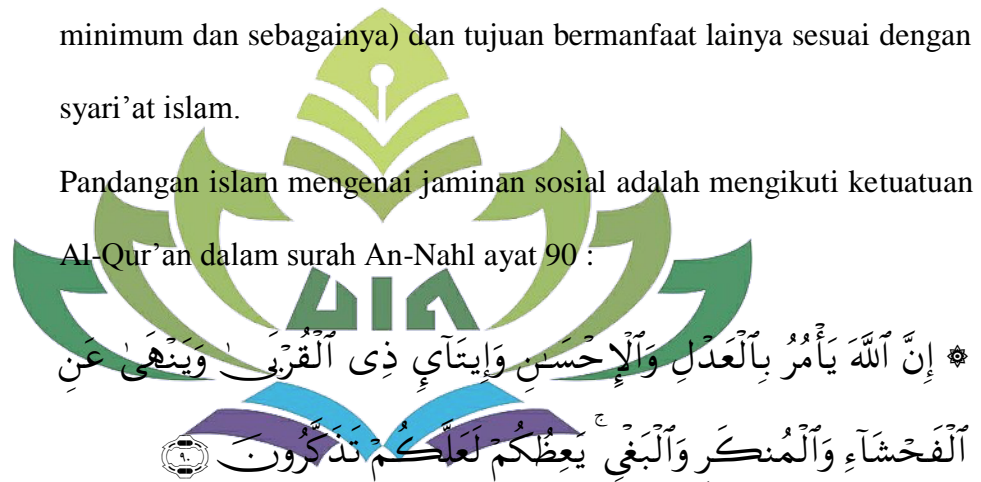 minimum dan sebagainya) dan tujuan bermanfaat lainya sesuai dengan
syari’at islam.
Pandangan islam mengenai jaminan sosial adalah mengikuti ketuatuan
Al-Qur’an dalam surah An-Nahl ayat 90 :
UIN
۞ إِنَّ ٱللَّهَ يَأْمُرُ بِٱلْعَدْلِ وَٱلْإِحْسَـٰنِ وَإِيتَآىِٕ ذِى ٱلْقُرْبَىٰ وَيَنْهَىٰ عَنِ
ٱلْفَحْشَآءِ وَٱلْمُنكَرِ وَٱلْبَغْىِ ۚ يَعِظُكُمْ لَعَلَّكُمْ تَذَكَّرُونَ ۝٩٠